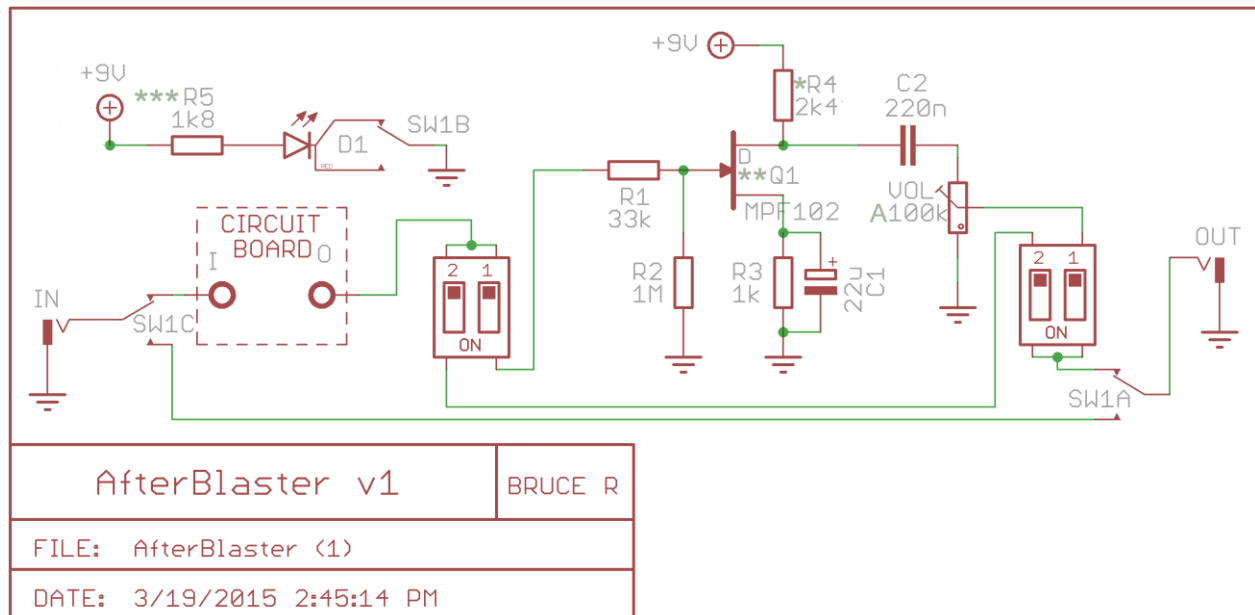 +9V
***R5
1k8
D1
RED
SW1B
+9V
*R4
2k4
C2
220n
D
**Q1
MPF102
R1
33k
VOL
A100k
CIRCUIT
BOARD
I
O
2 1
ON
R2
1M
R3
1k
+
22u
C1
2 1
ON
OUT
IN
SW1C
SW1A
AfterBlaster v1
BRUCE R
FILE: AfterBlaster (1)
DATE: 3/19/2015 2:45:14 PM